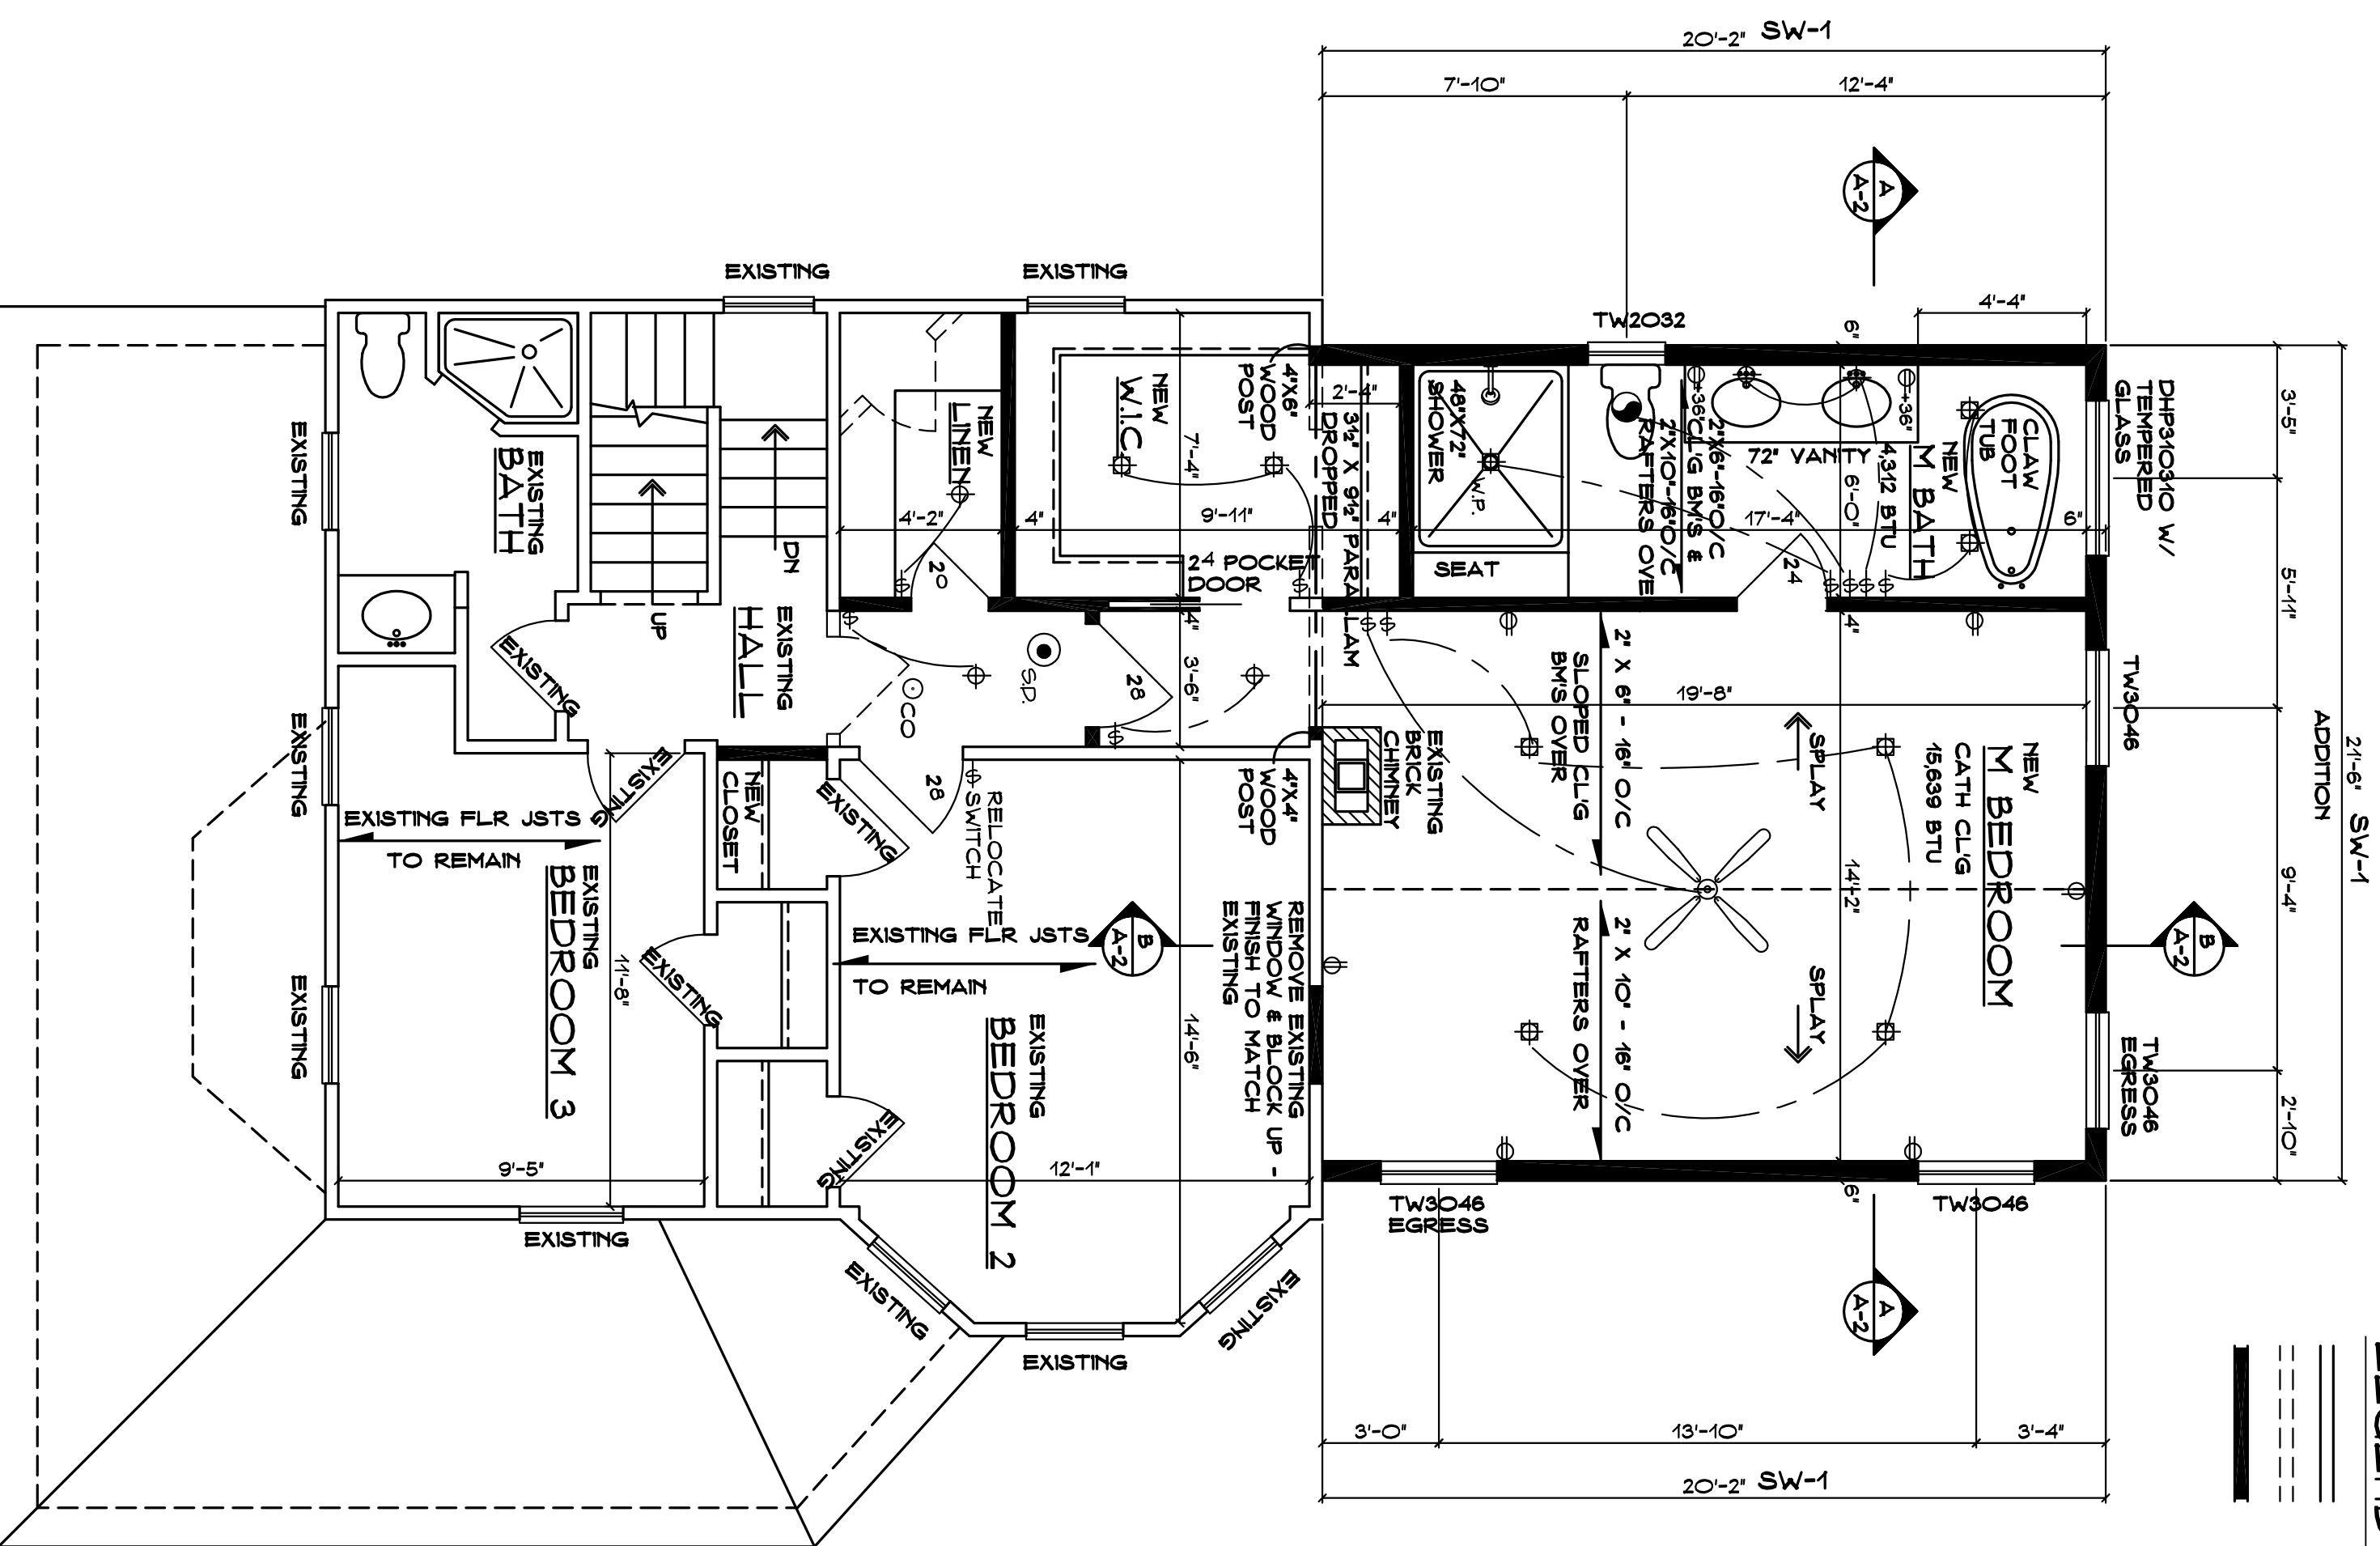 20'-2" SW-1
7'-10"
12'-4"
A
A-2
4'-4"
EXISTING
EXISTING
TW2032
6"
DHP310310 W/
TEMPERED
GLASS
3'-5"
5'-11"
9'-4"
2'-10"
21'-6" SW-1
ADDITION
TW3046
TW3046
EGRESS
NEW
LINEN
NEW
W.I.C.
7'-4"
4"X6"
WOOD
POST
2'-4"
3½" X 9½" PARALLAM
DROPPED
48"X72"
SHOWER
W.P.
SEAT
+36"
2"X6"-16"O/C
CL'G BM'S &
2"X10"-16"O/C
RAFTERS OVER
72" VANITY
+36"
NEW
M BATH
4,312 BTU
6'-0"
CLAW
FOOT
TUB
4'-2"
4"
9'-11"
4"
17'-4"
6"
20
24 POCKET
DOOR
24
EXISTING
EXISTING
BATH
DN
UP
EXISTING
HALL
EXISTING
EXISTING
CO
S.D.
28
4"
3'-6"
4"
2" X 6" - 16" O/C
SLOPED CL'G
BM'S OVER
19'-8"
SPLAY
NEW
M BEDROOM
CATH CL'G
15,639 BTU
EXISTING
BRICK
CHIMNEY
4"X4"
WOOD
POST
14'-2"
SPLAY
2" X 10" - 16" O/C
RAFTERS OVER
EXISTING
NEW
CLOSET
EXISTING
28
RELOCATE
SWITCH
EXISTING FLR JSTS
TO REMAIN
EXISTING
BEDROOM 3
11'-8"
EXISTING
EXISTING
EXISTING FLR JSTS
TO REMAIN
B
A-2
REMOVE EXISTING
WINDOW & BLOCK UP -
FINISH TO MATCH
EXISTING
B
A-2
EXISTING
BEDROOM 2
14'-6"
9'-5"
EXISTING
12'-1"
6"
EXISTING
EXISTING
EXISTING
EXISTING
TW3046
EGRESS
TW3046
A
A-2
3'-0"
13'-10"
3'-4"
20'-2" SW-1